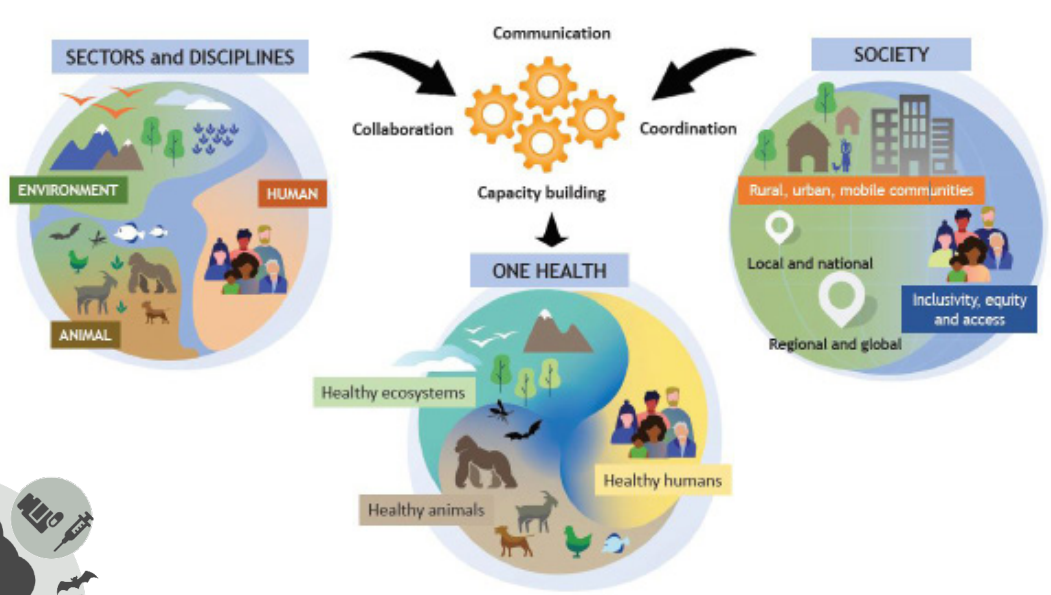 SECTORS and DISCIPLINES
ENVIRONMENT
HUMAN
ANIMAL
Communication
Collaboration
Coordination
Capacity building
SOCIETY
Rural, urban, mobile communities
Local and national
Inclusivity, equity
and access
Regional and global
ONE HEALTH
Healthy ecosystems
Healthy humans
Healthy animals